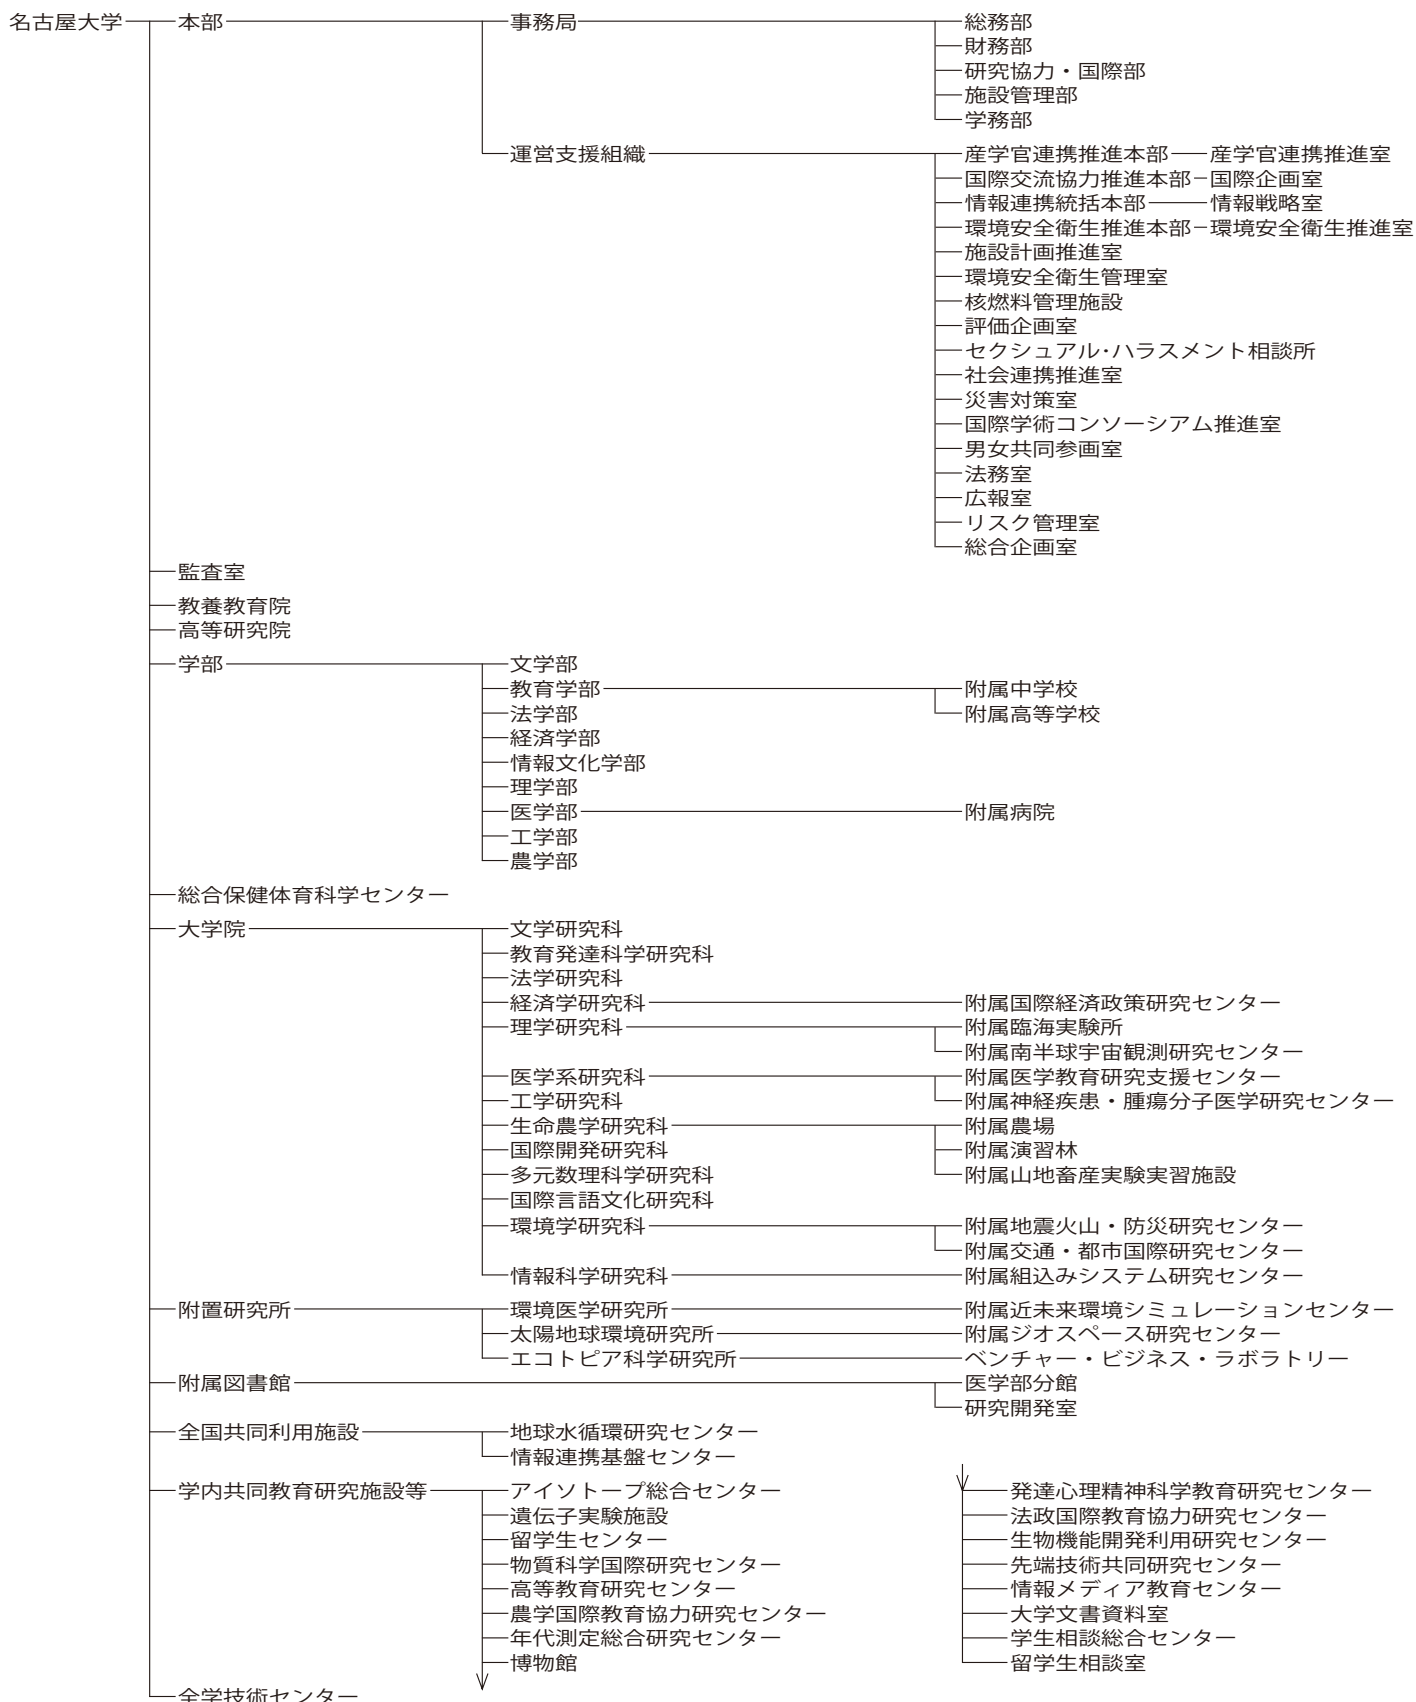 名古屋大学 本部 事務局 総務部
財務部
研究協力・国際部
施設管理部
学務部
運営支援組織 産学官連携推進本部 産学官連携推進室
国際交流協力推進本部 国際企画室
情報連携統括本部 情報戦略室
環境安全衛生推進本部 環境安全衛生推進室
施設計画推進室
環境安全衛生管理室
核燃料管理施設
評価企画室
セクシュアル・ハラスメント相談所
社会連携推進室
災害対策室
国際学術コンソーシアム推進室
男女共同参画室
法務室
広報室
リスク管理室
総合企画室
監査室
教養教育院
高等研究院
学部 文学部
教育学部 附属中学校
法学部 附属高等学校
経済学部
情報文化学部
理学部
医学部 附属病院
工学部
農学部
総合保健体育科学センター
大学院 文学研究科
教育発達科学研究科
法学研究科
経済学研究科 附属国際経済政策研究センター
理学研究科 附属臨海実験所
附属南半球宇宙観測研究センター
医学系研究科 附属医学教育研究支援センター
工学研究科 附属神経疾患・腫瘍分子医学研究センター
生命農学研究科 附属農場
国際開発研究科 附属演習林
多元数理科学研究科 附属山地畜産実験実習施設
国際言語文化研究科
環境学研究科 附属地震火山・防災研究センター
附属交通・都市国際研究センター
情報科学研究科 附属組込みシステム研究センター
附置研究所 環境医学研究所 附属近未来環境シミュレーションセンター
太陽地球環境研究所 附属ジオスペース研究センター
エコトピア科学研究所 ベンチャー・ビジネス・ラボラトリー
附属図書館 医学部分館
研究開発室
全国共同利用施設 地球水循環研究センター
情報連携基盤センター
学内共同教育研究施設等 アイソトープ総合センター 発達心理精神科学教育研究センター
遺伝子実験施設 法政国際教育協力研究センター
留学生センター 生物機能開発利用研究センター
物質科学国際研究センター 先端技術共同研究センター
高等教育研究センター 情報メディア教育センター
農学国際教育協力研究センター 大学文書資料室
年代測定総合研究センター 学生相談総合センター
博物館 留学生相談室
全学技術センター